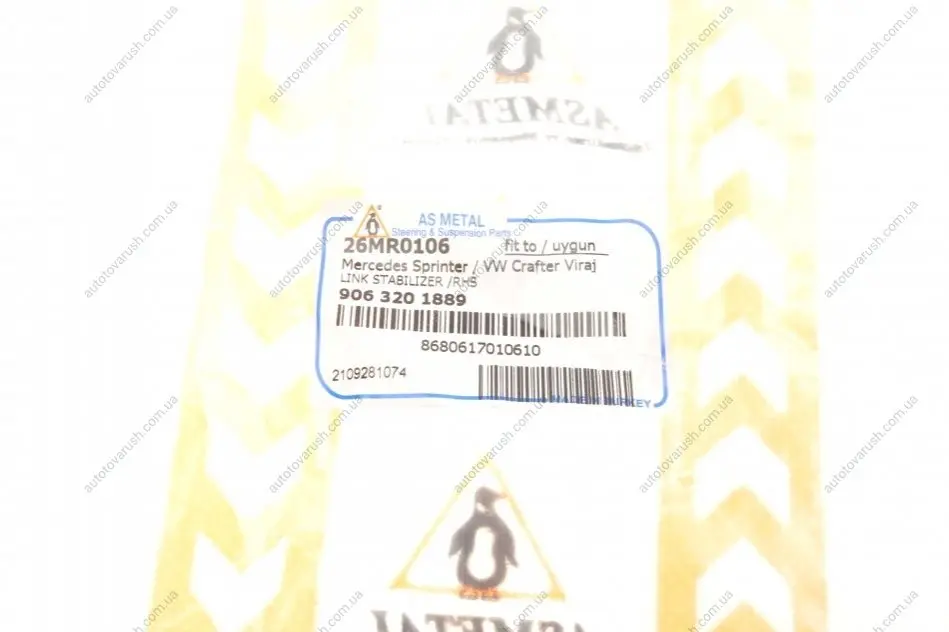 ASMETAL
AS METAL
Steering & Suspension Parts
26MR0106 fit to / uygun
Mercedes Sprinter / VW Crafter Viraj
LINK STABILIZER /RHS
906 320 1889
8680617010610
2109281074
MADE IN TURKEY
ASMETAL
autotovarush.com.ua